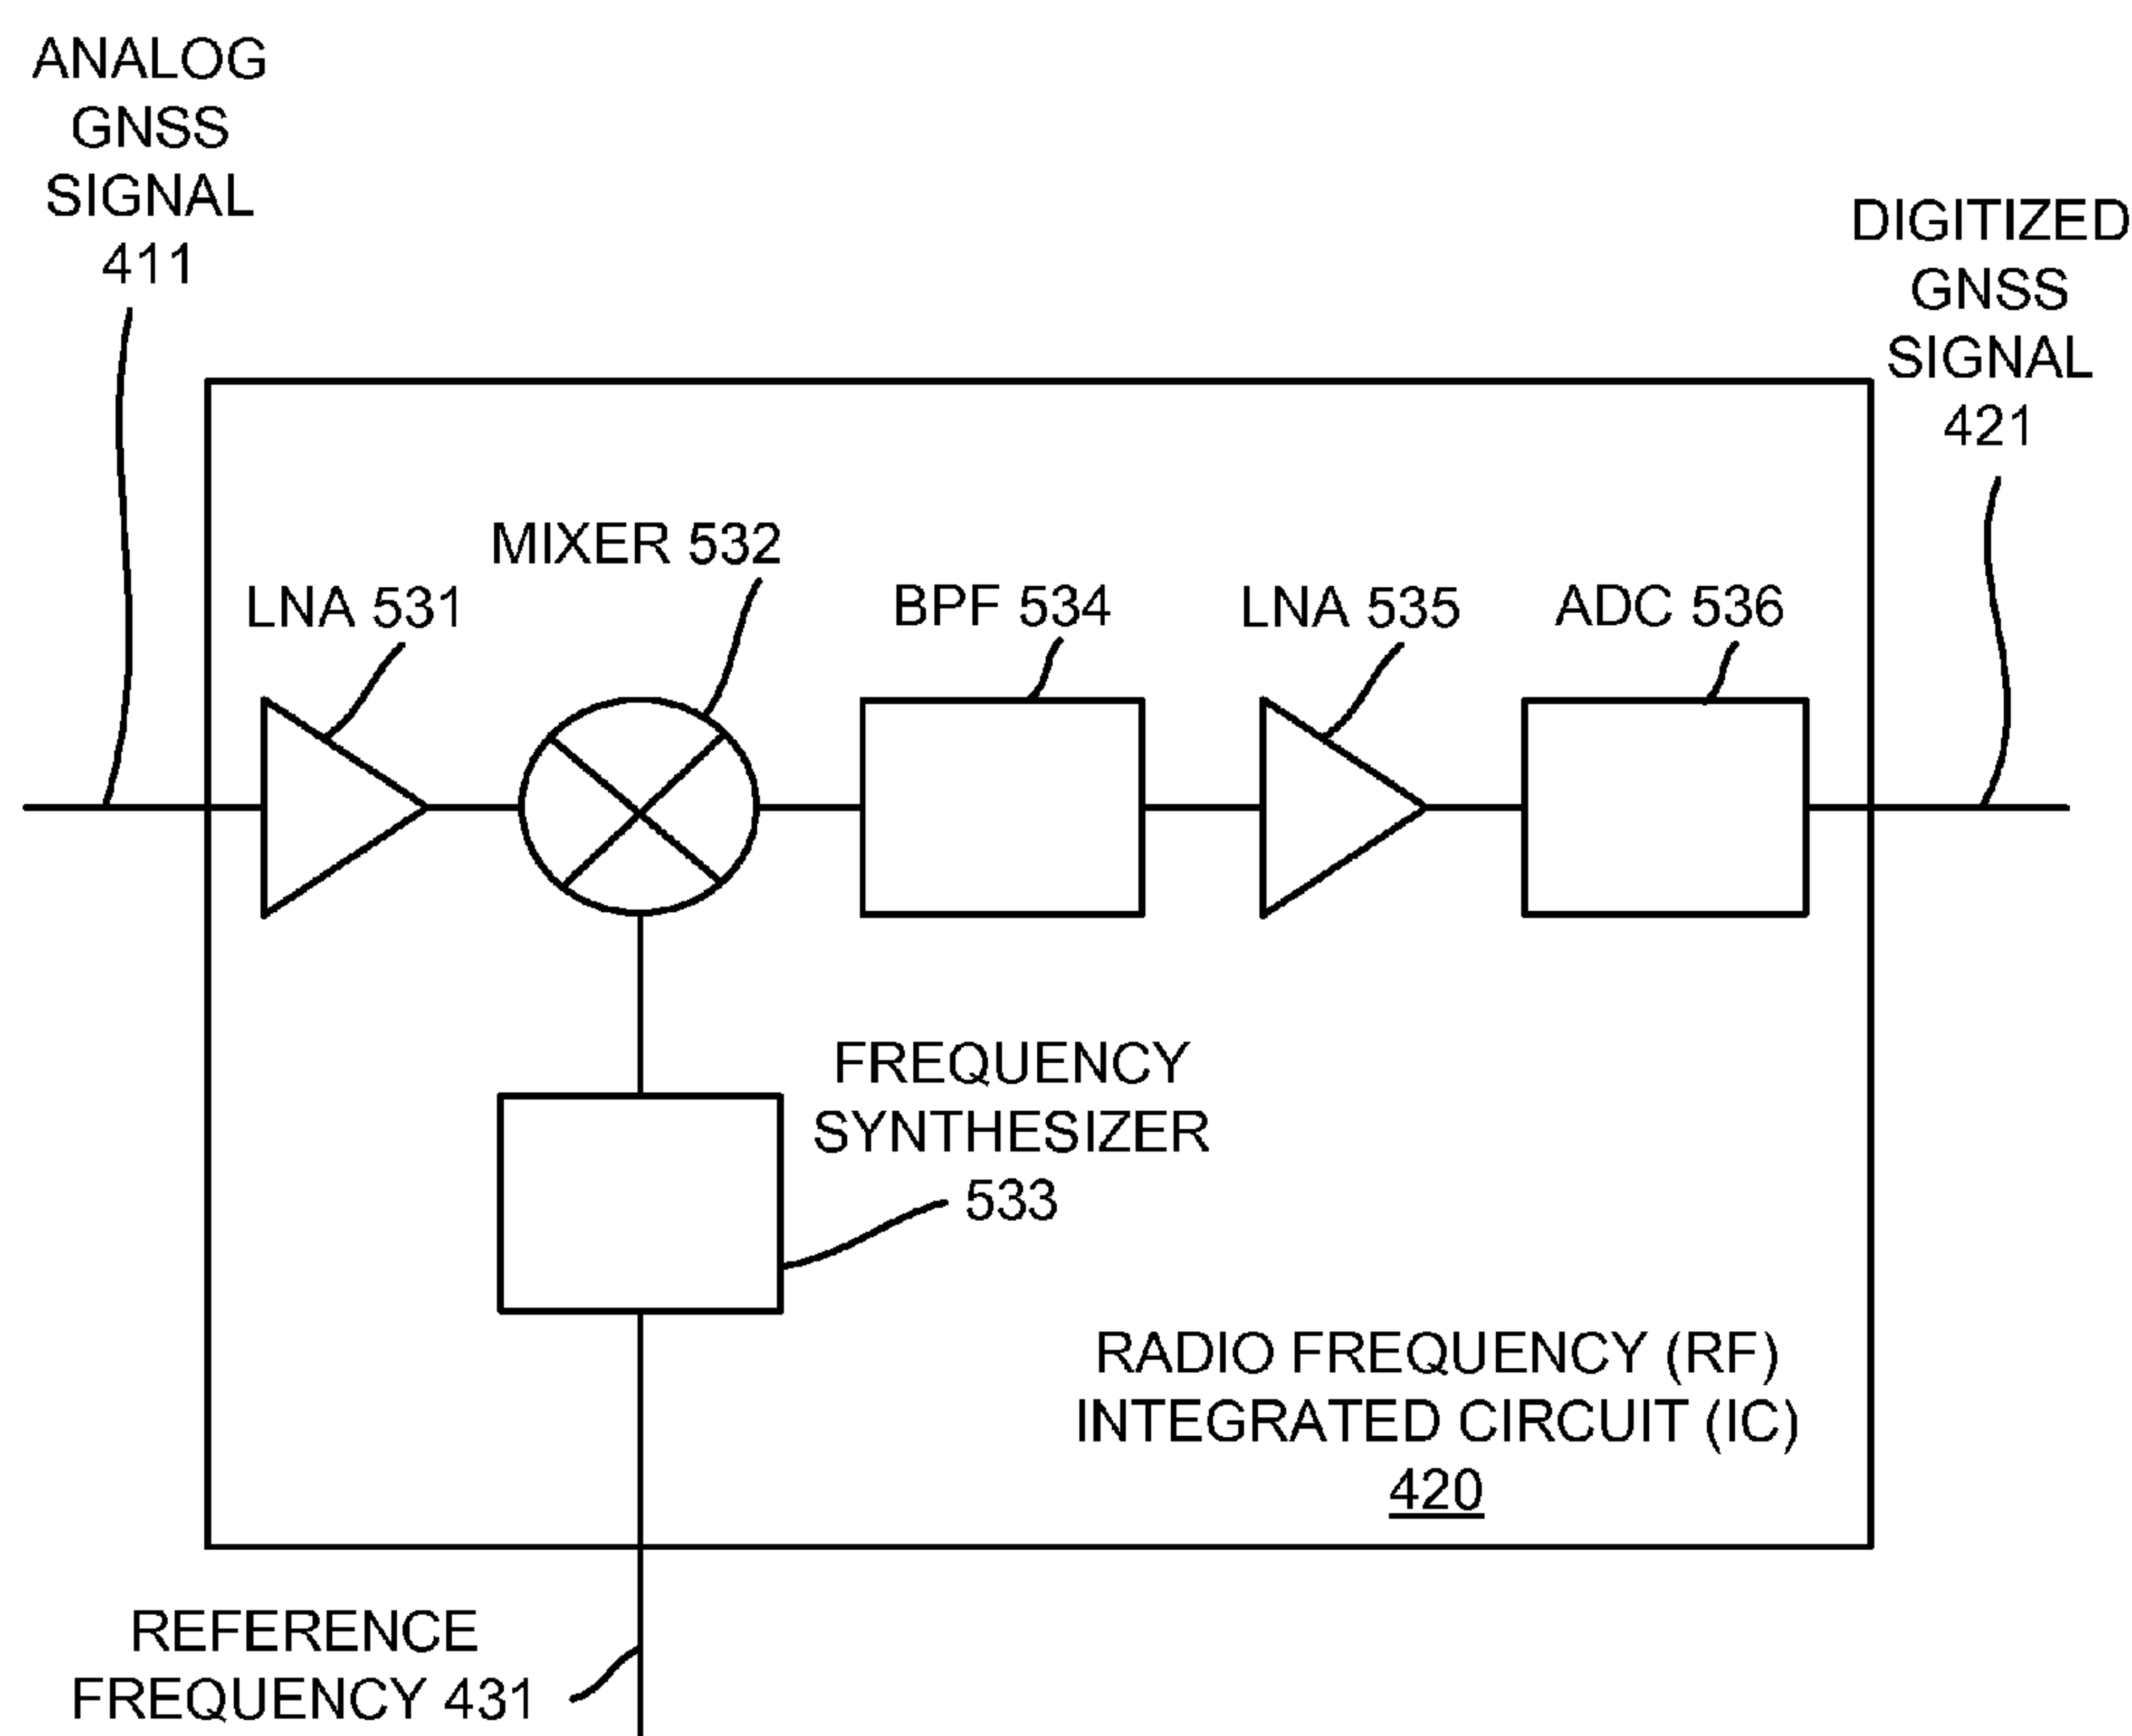 ANALOG
GNSS
SIGNAL
411
DIGITIZED
GNSS
SIGNAL
421
MIXER 532
LNA 531
BPF 534
LNA 535
ADC 536
FREQUENCY
SYNTHESIZER
533
RADIO FREQUENCY (RF)
INTEGRATED CIRCUIT (IC)
420
REFERENCE
FREQUENCY 431